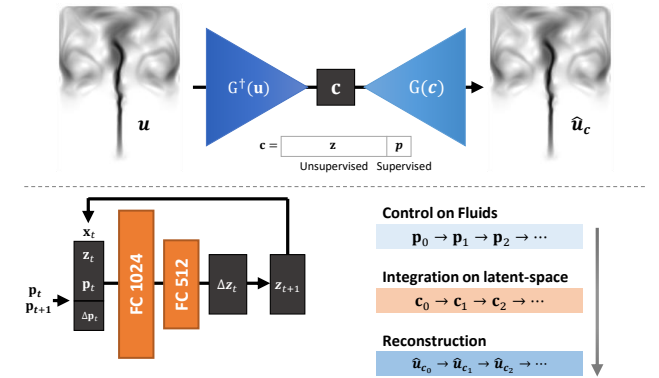 u
G†(u)
c
G(c)
û_c
c = z p
Unsupervised Supervised
x_t
z_t
p_t
Δp_t
p_t
p_{t+1}
FC 1024
FC 512
Δz_t
z_{t+1}
Control on Fluids
p_0 → p_1 → p_2 → ⋯
Integration on latent-space
c_0 → c_1 → c_2 → ⋯
Reconstruction
û_{c_0} → û_{c_1} → û_{c_2} → ⋯